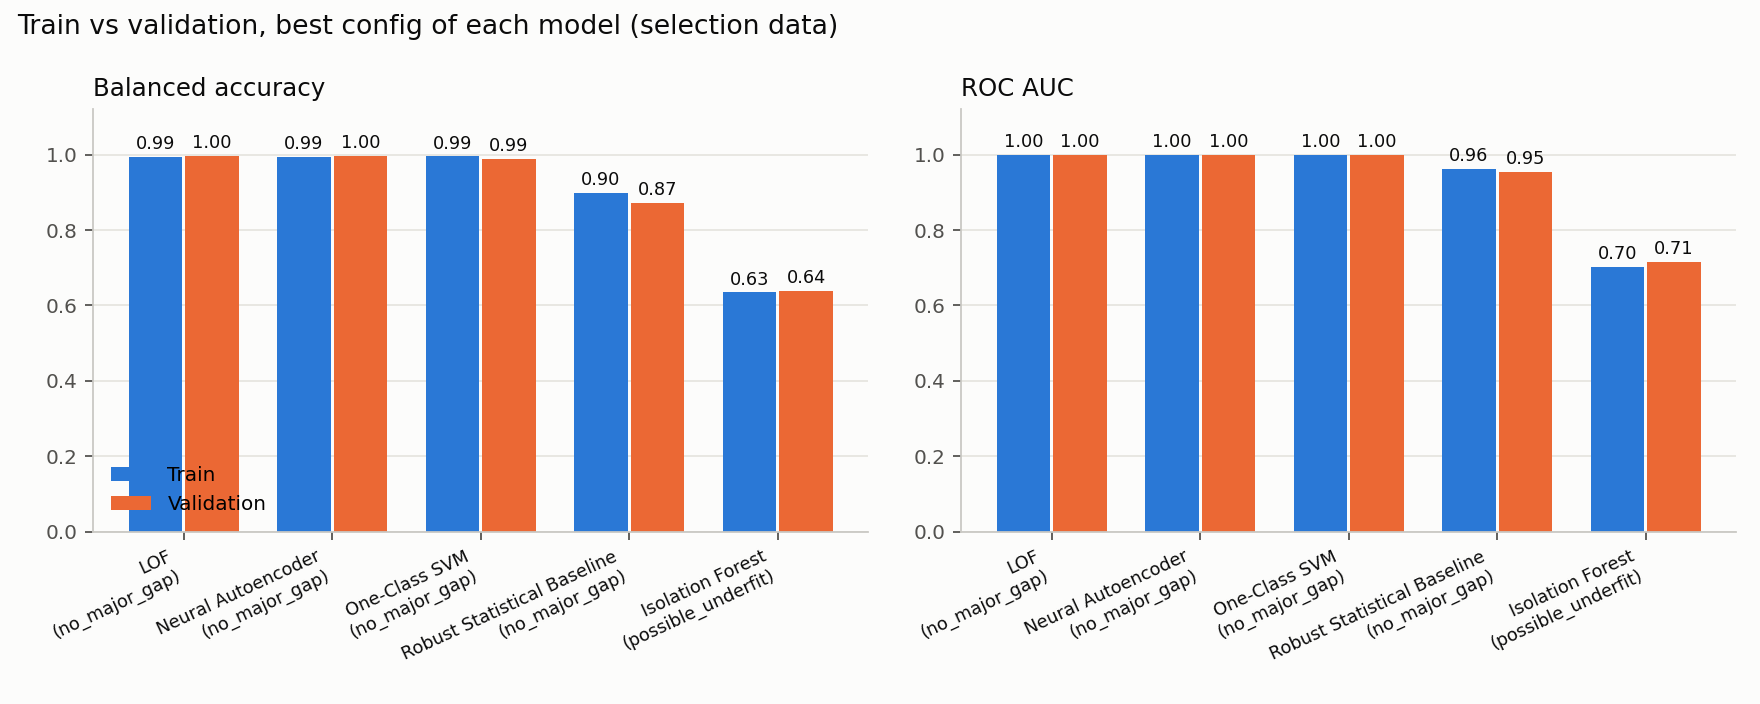 Train vs validation, best config of each model (selection data)
Balanced accuracy
0.99 1.00 0.99 1.00 0.99 0.99 0.90 0.87 0.63 0.64
1.0
0.8
0.6
0.4
0.2
0.0
Train
Validation
LOF
(no_major_gap)
Neural Autoencoder
(no_major_gap)
One-Class SVM
(no_major_gap)
Robust Statistical Baseline
(no_major_gap)
Isolation Forest
(possible_underfit)
ROC AUC
1.00 1.00 1.00 1.00 1.00 1.00 0.96 0.95 0.70 0.71
1.0
0.8
0.6
0.4
0.2
0.0
LOF
(no_major_gap)
Neural Autoencoder
(no_major_gap)
One-Class SVM
(no_major_gap)
Robust Statistical Baseline
(no_major_gap)
Isolation Forest
(possible_underfit)